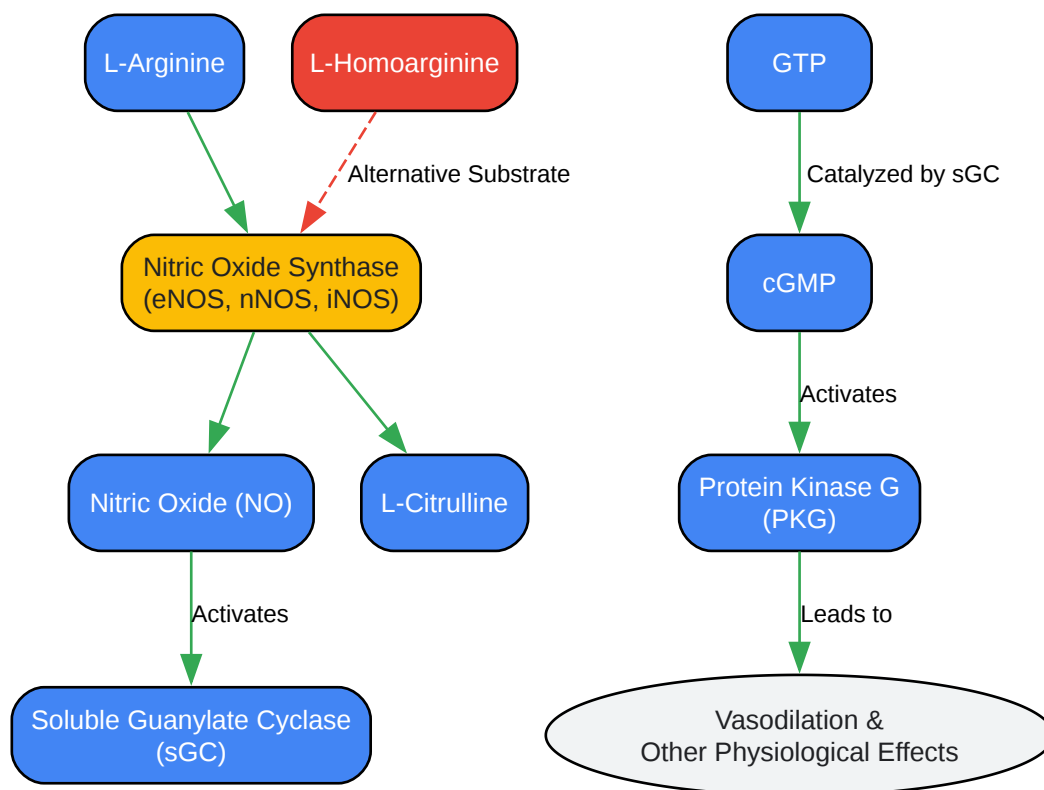 L-Arginine
L-Homoarginine
Alternative Substrate
Nitric Oxide Synthase
(eNOS, nNOS, iNOS)
Nitric Oxide (NO)
L-Citrulline
Activates
Soluble Guanylate Cyclase
(sGC)
GTP
Catalyzed by sGC
cGMP
Activates
Protein Kinase G
(PKG)
Leads to
Vasodilation &
Other Physiological Effects